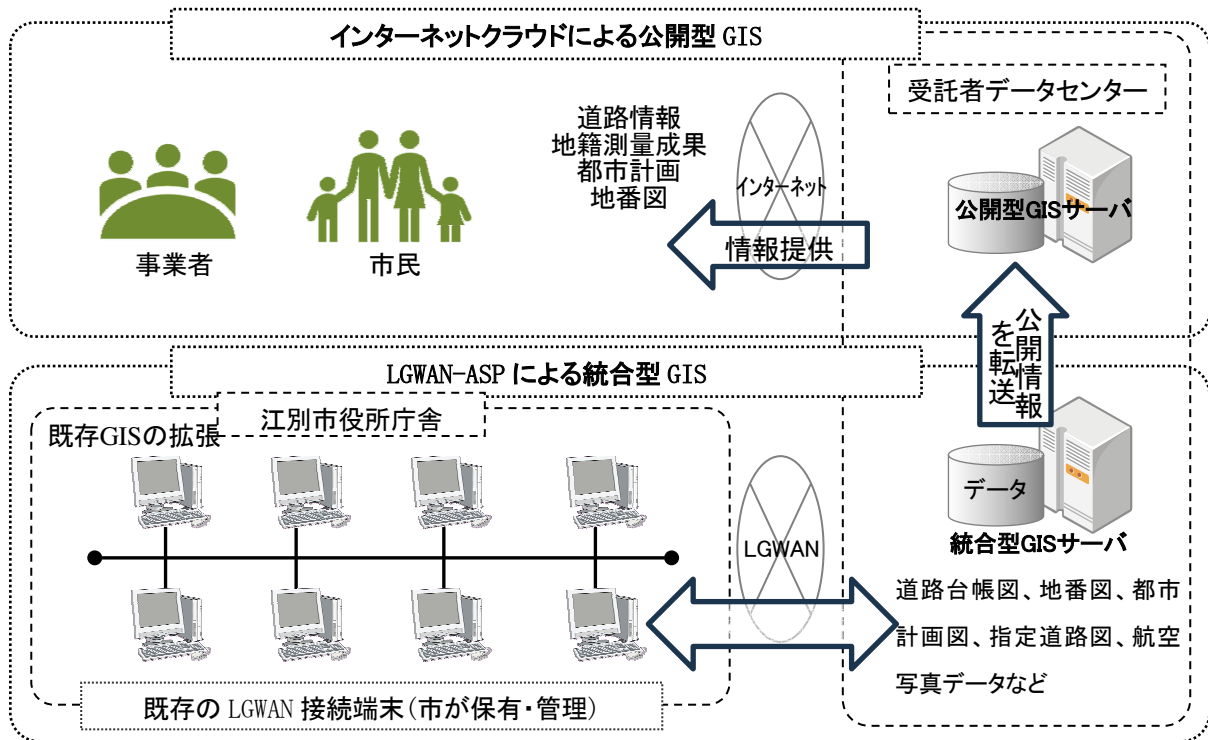 インターネットクラウドによる公開型 GIS
受託者データセンター
道路情報
地籍測量成果
都市計画
地番図
インターネット
公開型GISサーバ
情報提供
事業者
市民
公開情報
を転送
LGWAN-ASP による統合型 GIS
江別市役所庁舎
既存GISの拡張
データ
統合型GISサーバ
LGWAN
道路台帳図、地番図、都市
計画図、指定道路図、航空
写真データなど
既存の LGWAN 接続端末(市が保有・管理)